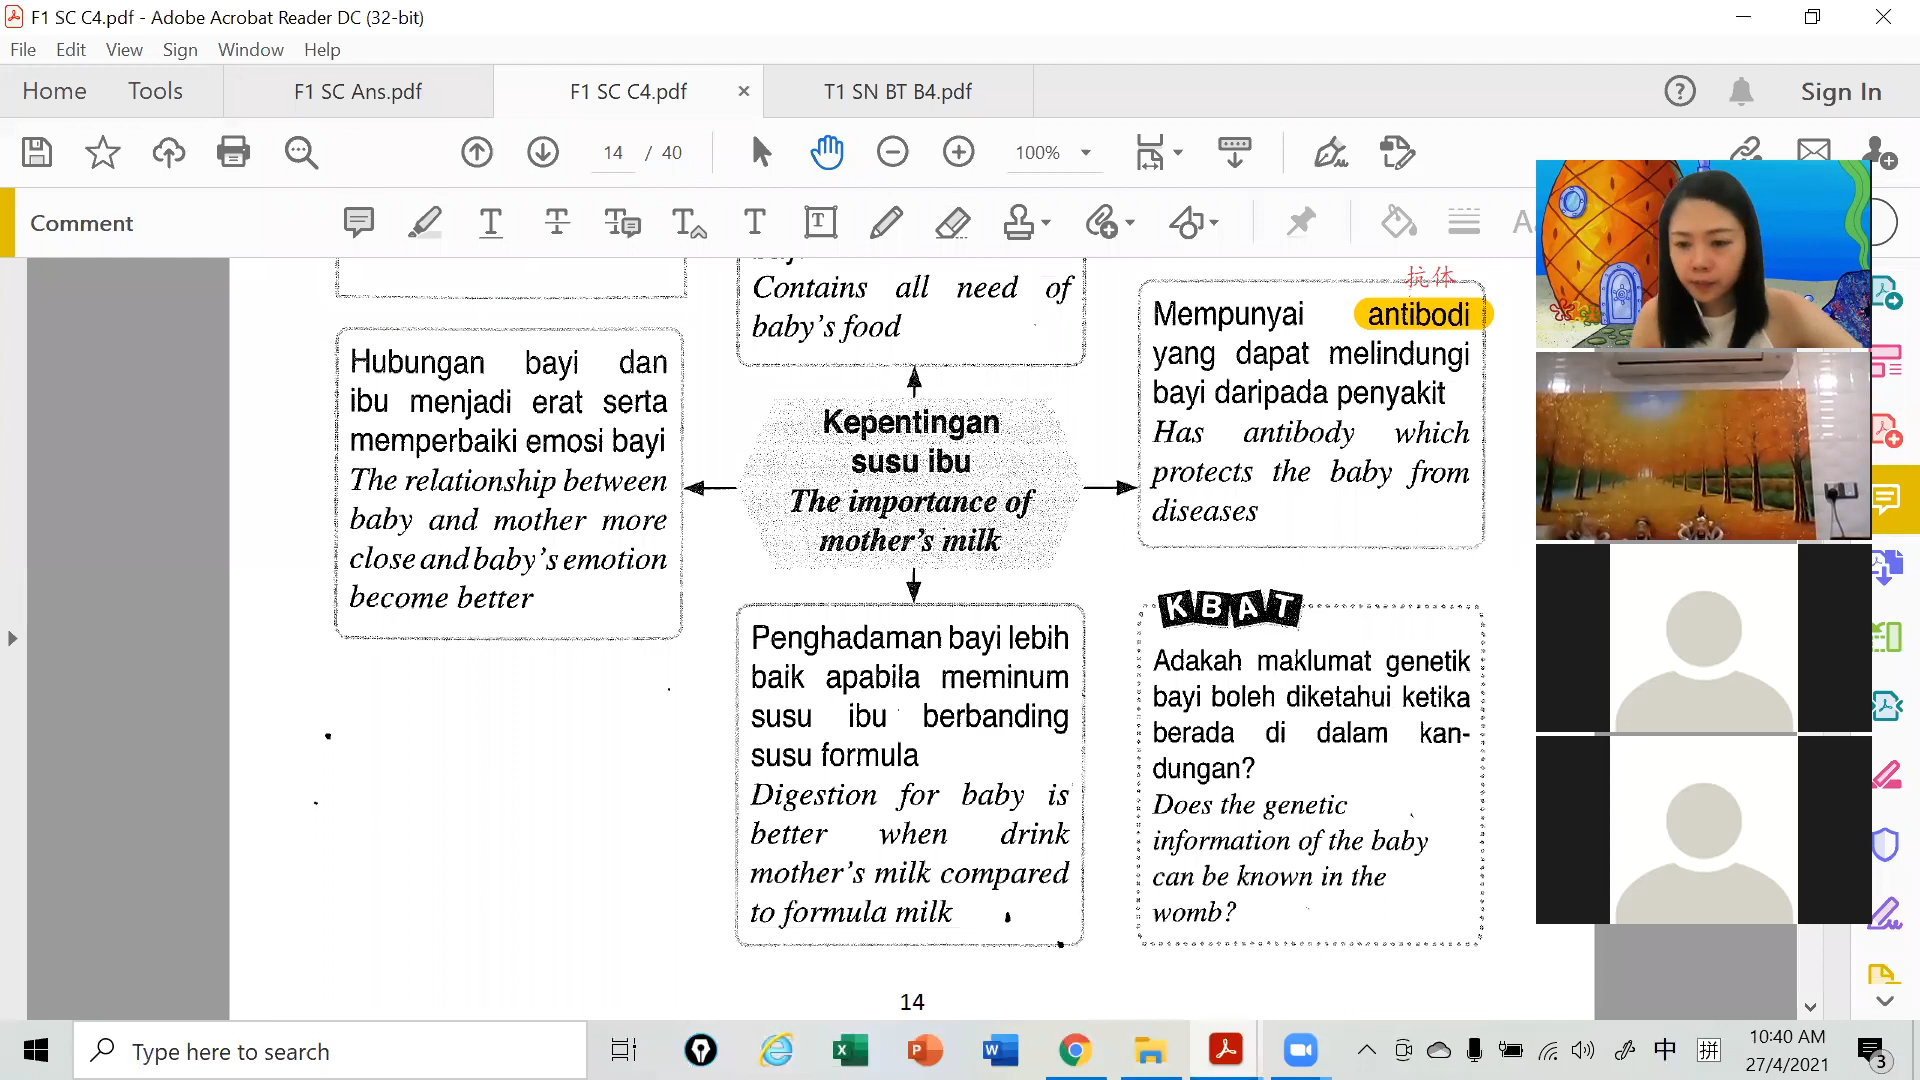 F1 SC C4.pdf - Adobe Acrobat Reader DC (32-bit)
File Edit View Sign Window Help
Home Tools F1 SC Ans.pdf F1 SC C4.pdf × T1 SN BT B4.pdf Sign In
14 / 40 100%
Comment
Contains all need of
baby's food
Hubungan bayi dan
ibu menjadi erat serta
memperbaiki emosi bayi
The relationship between
baby and mother more
close and baby's emotion
become better
Kepentingan
susu ibu
The importance of
mother's milk
抗体
Mempunyai antibodi
yang dapat melindungi
bayi daripada penyakit
Has antibody which
protects the baby from
diseases
Penghadaman bayi lebih
baik apabila meminum
susu ibu berbanding
susu formula
Digestion for baby is
better when drink
mother's milk compared
to formula milk
KBAT
Adakah maklumat genetik
bayi boleh diketahui ketika
berada di dalam kan-
dungan?
Does the genetic
information of the baby
can be known in the
womb?
14
Type here to search
中 拼
10:40 AM
27/4/2021
3